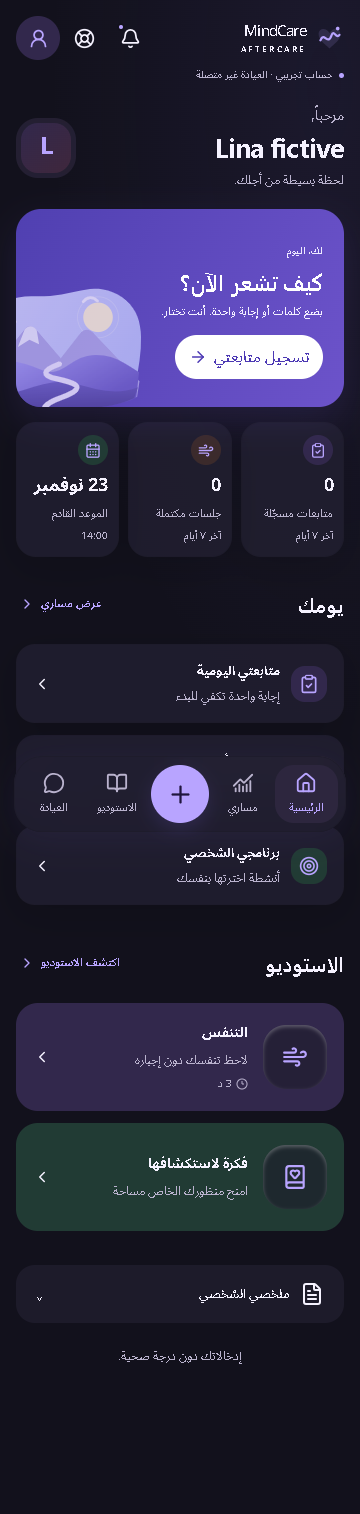 MindCare
AFTERCARE
حساب تجريبي · العيادة غير متصلة
مرحباً,
Lina fictive
لحظة بسيطة من أجلك.
L
لك، اليوم
كيف تشعر الآن؟
بضع كلمات أو إجابة واحدة. أنت تختار.
تسجيل متابعتي
0
متابعات مسجّلة
آخر ٧ أيام
0
جلسات مكتملة
آخر ٧ أيام
23 نوفمبر
الموعد القادم
14:00
يومك
عرض مساري
متابعتي اليومية
إجابة واحدة تكفي للبدء
الرئيسية
مساري
الاستوديو
العيادة
برنامجي الشخصي
أنشطة اخترتها بنفسك
الاستوديو
اكتشف الاستوديو
التنفس
لاحظ تنفسك دون إجباره
3 د
فكرة لاستكشافها
امنح منظورك الخاص مساحة
ملخصي الشخصي
إدخالاتك دون درجة صحية.